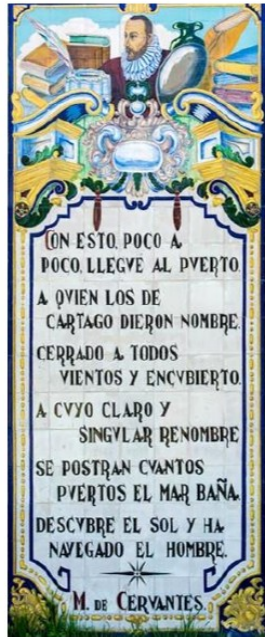 CON ESTO, POCO A
POCO, LLEGVE AL PVERTO,
A QVIEN LOS DE
CARTAGO DIERON NOMBRE,
CERRADO A TODOS
VIENTOS Y ENCVBIERTO,
A CVYO CLARO Y
SINGVLAR RENOMBRE
SE POSTRAN CVANTOS
PVERTOS EL MAR BAÑA,
DESCVBRE EL SOL Y HA
NAVEGADO EL HOMBRE.
M. DE CERVANTES.